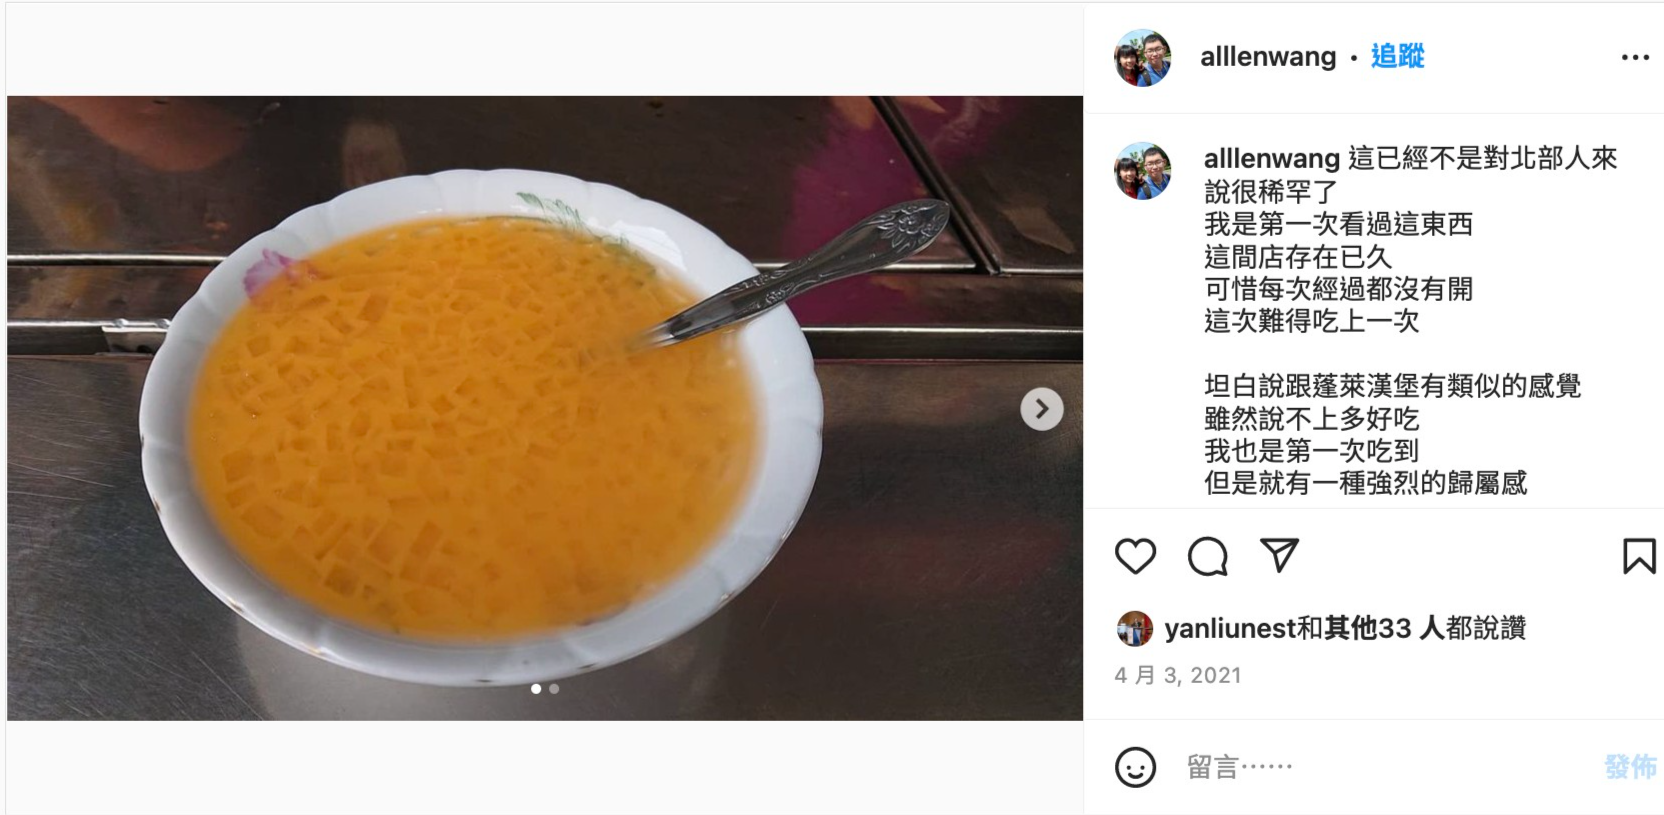 alllenwang • 追蹤
alllenwang 這已經不是對北部人來
說很稀罕了
我是第一次看過這東西
這間店存在已久
可惜每次經過都沒有開
這次難得吃上一次
坦白說跟蓬萊漢堡有類似的感覺
雖然說不上多好吃
我也是第一次吃到
但是就有一種強烈的歸屬感
yanliunest和其他33 人都說讚
4 月 3, 2021
留言⋯⋯
發佈